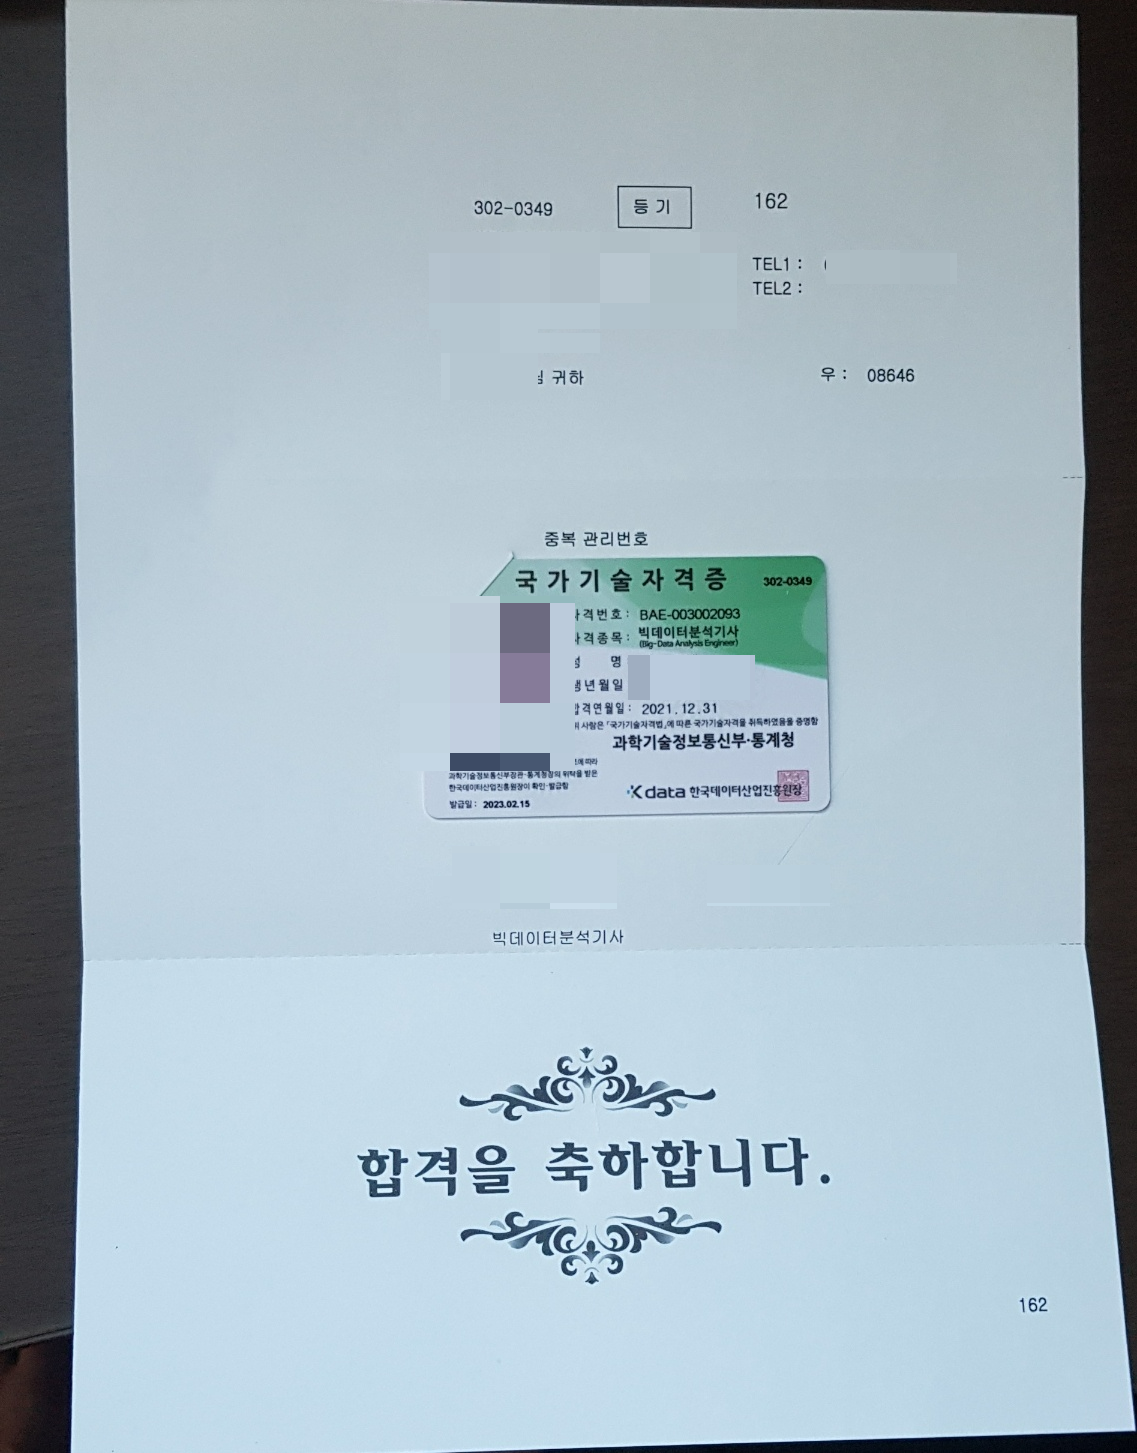 302-0349 등 기 162
TEL1 : (
TEL2 :
귀하 우 : 08646
중복 관리번호
국가기술자격증 302-0349
격번호 : BAE-003002093
격종목 : 빅데이터분석기사
(Big-Data Analysis Engineer)
명
년월일
격연월일 : 2021.12.31
사람은 「국가기술자격법」에 따른 국가기술자격을 취득하였음을 증명함
과학기술정보통신부·통계청
에 따라
과학기술정보통신부장관·통계청장의 위탁을 받은
한국데이터산업진흥원장이 확인·발급함
Kdata 한국데이터산업진흥원장
발급일 : 2023.02.15
빅데이터분석기사
합격을 축하합니다.
162